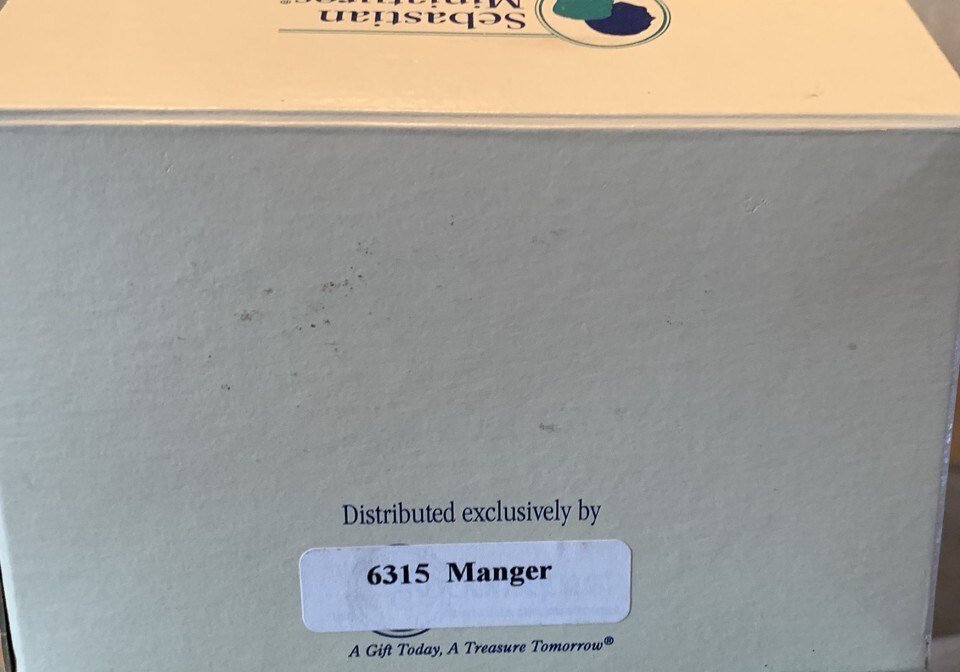 Sebastian
Miniatures®
Distributed exclusively by
6315 Manger
A Gift Today, A Treasure Tomorrow®